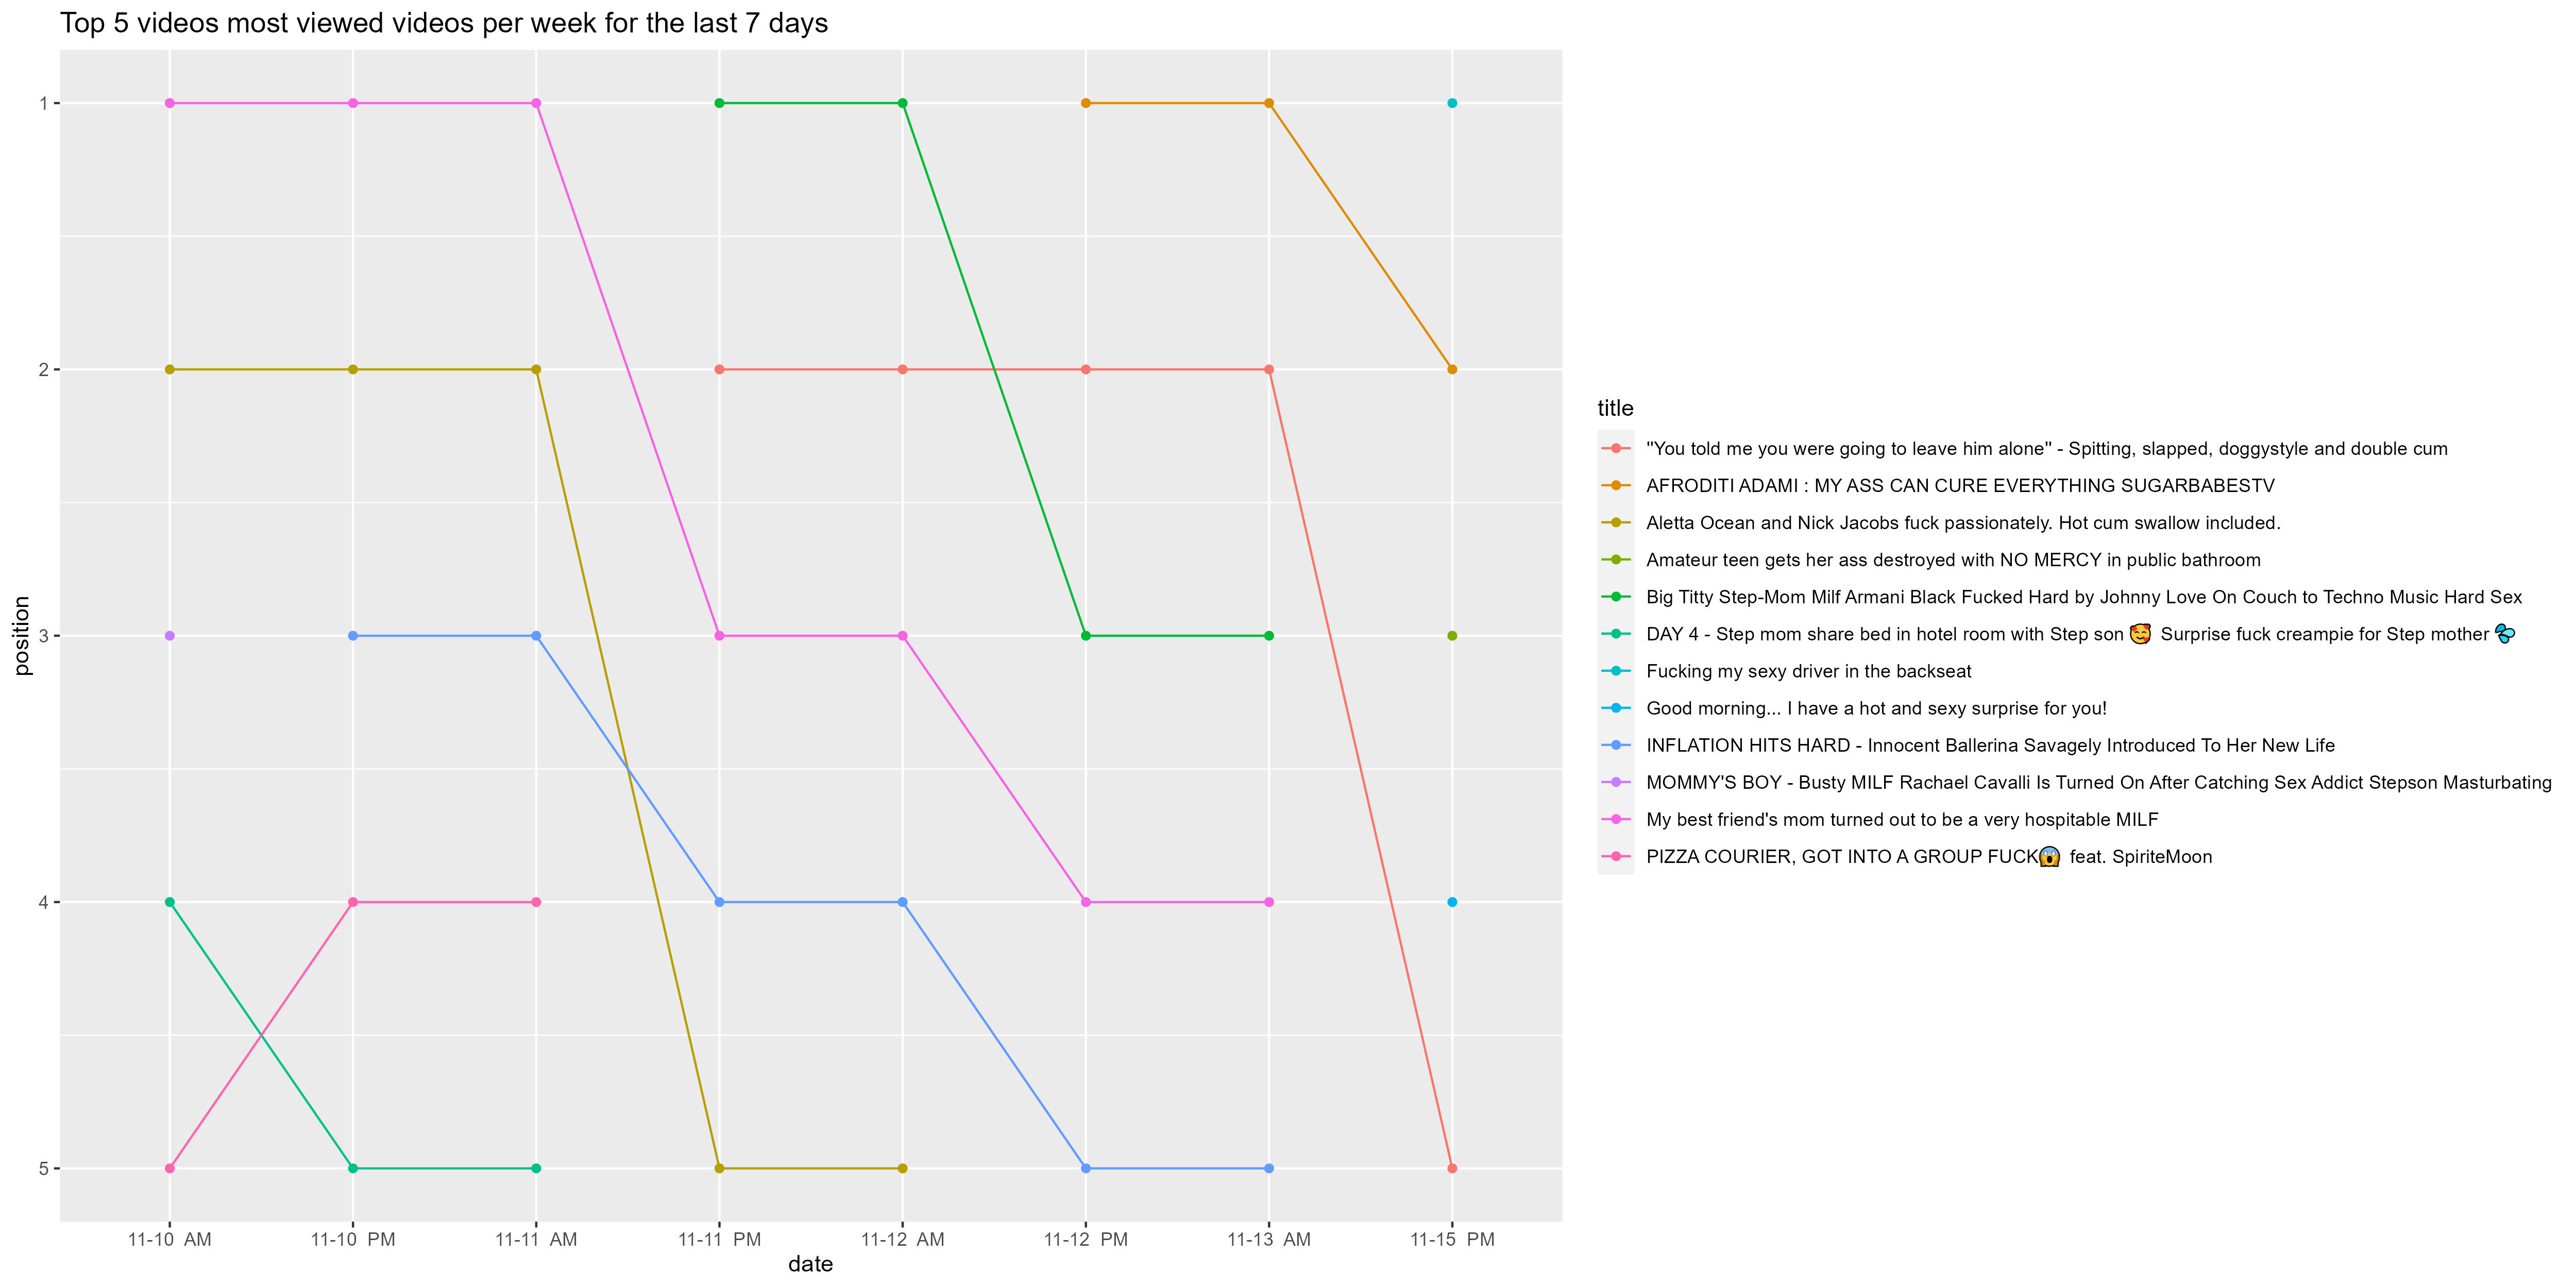 Top 5 videos most viewed videos per week for the last 7 days
1
2
3
4
5
position
11-10 AM
11-10 PM
11-11 AM
11-11 PM
11-12 AM
11-12 PM
11-13 AM
11-15 PM
date
title
"You told me you were going to leave him alone" - Spitting, slapped, doggystyle and double cum
AFRODITI ADAMI : MY ASS CAN CURE EVERYTHING SUGARBABESTV
Aletta Ocean and Nick Jacobs fuck passionately. Hot cum swallow included.
Amateur teen gets her ass destroyed with NO MERCY in public bathroom
Big Titty Step-Mom Milf Armani Black Fucked Hard by Johnny Love On Couch to Techno Music Hard Sex
DAY 4 - Step mom share bed in hotel room with Step son 🥰 Surprise fuck creampie for Step mother 💦
Fucking my sexy driver in the backseat
Good morning... I have a hot and sexy surprise for you!
INFLATION HITS HARD - Innocent Ballerina Savagely Introduced To Her New Life
MOMMY'S BOY - Busty MILF Rachael Cavalli Is Turned On After Catching Sex Addict Stepson Masturbating
My best friend's mom turned out to be a very hospitable MILF
PIZZA COURIER, GOT INTO A GROUP FUCK😱 feat. SpiriteMoon